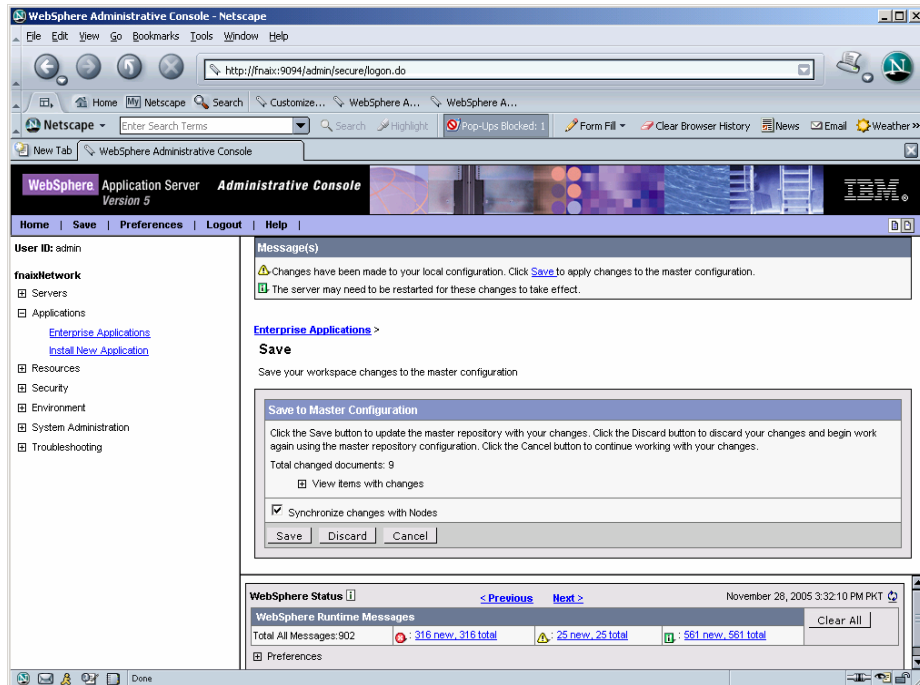 WebSphere Administrative Console - Netscape
File Edit View Go Bookmarks Tools Window Help
http://fnaix:9094/admin/secure/logon.do
Home My Netscape Search Customize... WebSphere A... WebSphere A...
Netscape Enter Search Terms Search Highlight Pop-Ups Blocked: 1 Form Fill Clear Browser History News Email Weather »
New Tab WebSphere Administrative Console
WebSphere Application Server Administrative Console
Version 5
IBM.
Home | Save | Preferences | Logout | Help |
User ID: admin
fnaixNetwork
Servers
Applications
Enterprise Applications
Install New Application
Resources
Security
Environment
System Administration
Troubleshooting
Message(s)
Changes have been made to your local configuration. Click Save to apply changes to the master configuration.
The server may need to be restarted for these changes to take effect.
Enterprise Applications >
Save
Save your workspace changes to the master configuration
Save to Master Configuration
Click the Save button to update the master repository with your changes. Click the Discard button to discard your changes and begin work
again using the master repository configuration. Click the Cancel button to continue working with your changes.
Total changed documents: 9
View items with changes
Synchronize changes with Nodes
Save Discard Cancel
WebSphere Status i < Previous Next > November 28, 2005 3:32:10 PM PKT
WebSphere Runtime Messages
Clear All
Total All Messages:902 : 316 new, 316 total : 25 new, 25 total : 561 new, 561 total
Preferences
Done